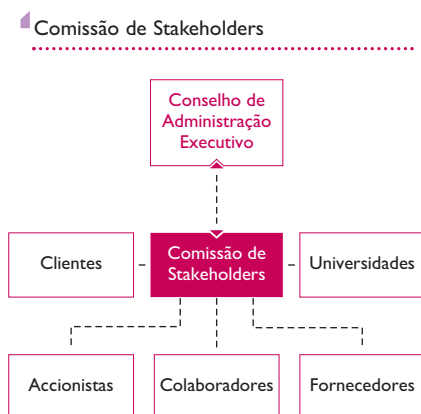 Comissão de Stakeholders
Conselho de
Administração
Executivo
Clientes
Comissão de
Stakeholders
Universidades
Accionistas
Colaboradores
Fornecedores